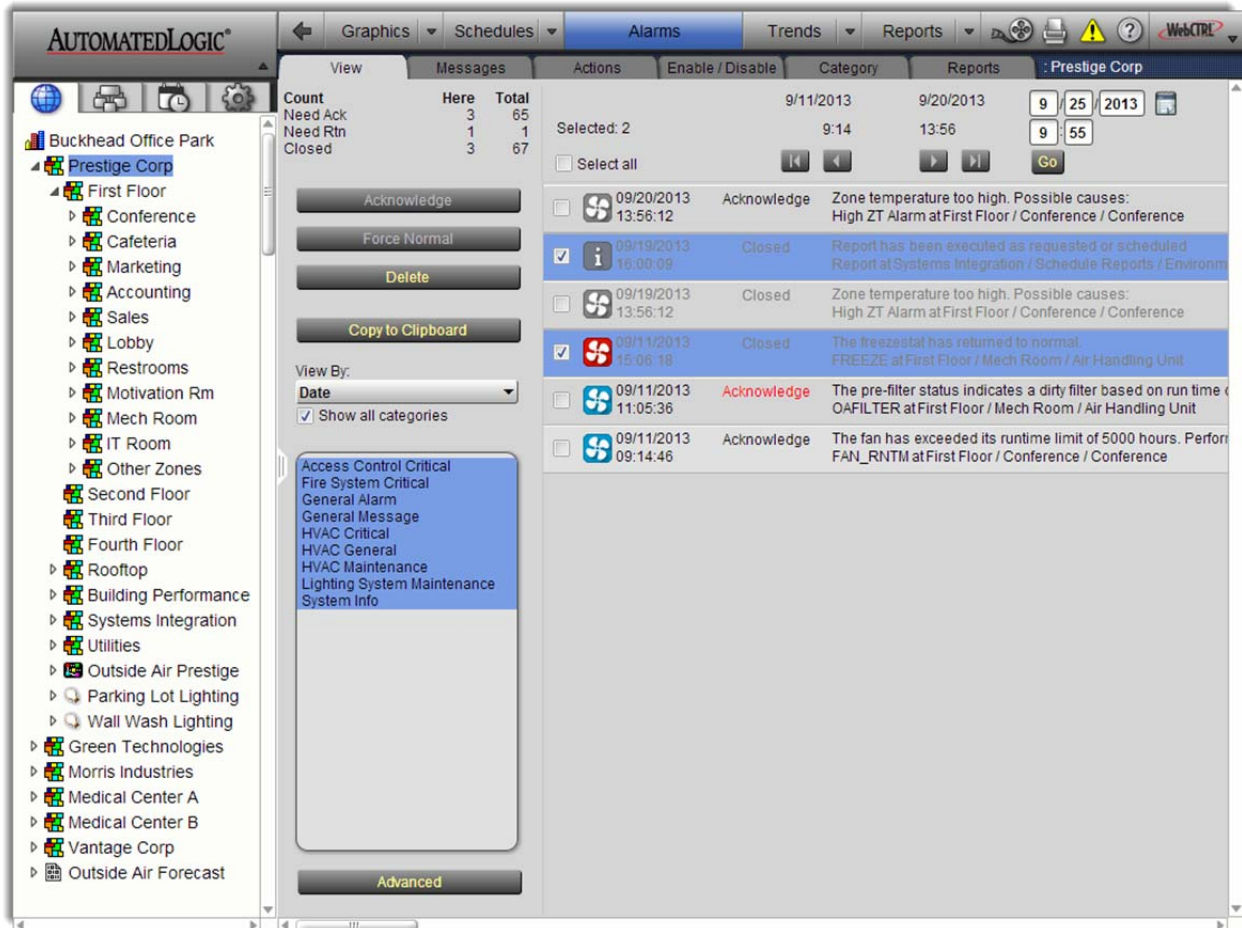 AUTOMATEDLOGIC®
Graphics
Schedules
Alarms
Trends
Reports
WebCTRL®
View
Messages
Actions
Enable / Disable
Category
Reports
: Prestige Corp
Buckhead Office Park
Prestige Corp
First Floor
Conference
Cafeteria
Marketing
Accounting
Sales
Lobby
Restrooms
Motivation Rm
Mech Room
IT Room
Other Zones
Second Floor
Third Floor
Fourth Floor
Rooftop
Building Performance
Systems Integration
Utilities
Outside Air Prestige
Parking Lot Lighting
Wall Wash Lighting
Green Technologies
Morris Industries
Medical Center A
Medical Center B
Vantage Corp
Outside Air Forecast
Count Here Total
Need Ack 3 65
Need Rtn 1 1
Closed 3 67
Acknowledge
Force Normal
Delete
Copy to Clipboard
View By:
Date
Show all categories
Access Control Critical
Fire System Critical
General Alarm
General Message
HVAC Critical
HVAC General
HVAC Maintenance
Lighting System Maintenance
System Info
Advanced
9/11/2013 9/20/2013 9 / 25 / 2013
Selected: 2 9:14 13:56 9 : 55
Select all Go
09/20/2013 Acknowledge Zone temperature too high. Possible causes:
13:56:12 High ZT Alarm at First Floor / Conference / Conference
09/19/2013 Closed Report has been executed as requested or scheduled
16:00:09 Report at Systems Integration / Schedule Reports / Environm
09/19/2013 Closed Zone temperature too high. Possible causes:
13:56:12 High ZT Alarm at First Floor / Conference / Conference
09/11/2013 Closed The freezestat has returned to normal.
15:06:18 FREEZE at First Floor / Mech Room / Air Handling Unit
09/11/2013 Acknowledge The pre-filter status indicates a dirty filter based on run time
11:05:36 OAFILTER at First Floor / Mech Room / Air Handling Unit
09/11/2013 Acknowledge The fan has exceeded its runtime limit of 5000 hours. Perfor
09:14:46 FAN_RNTM at First Floor / Conference / Conference